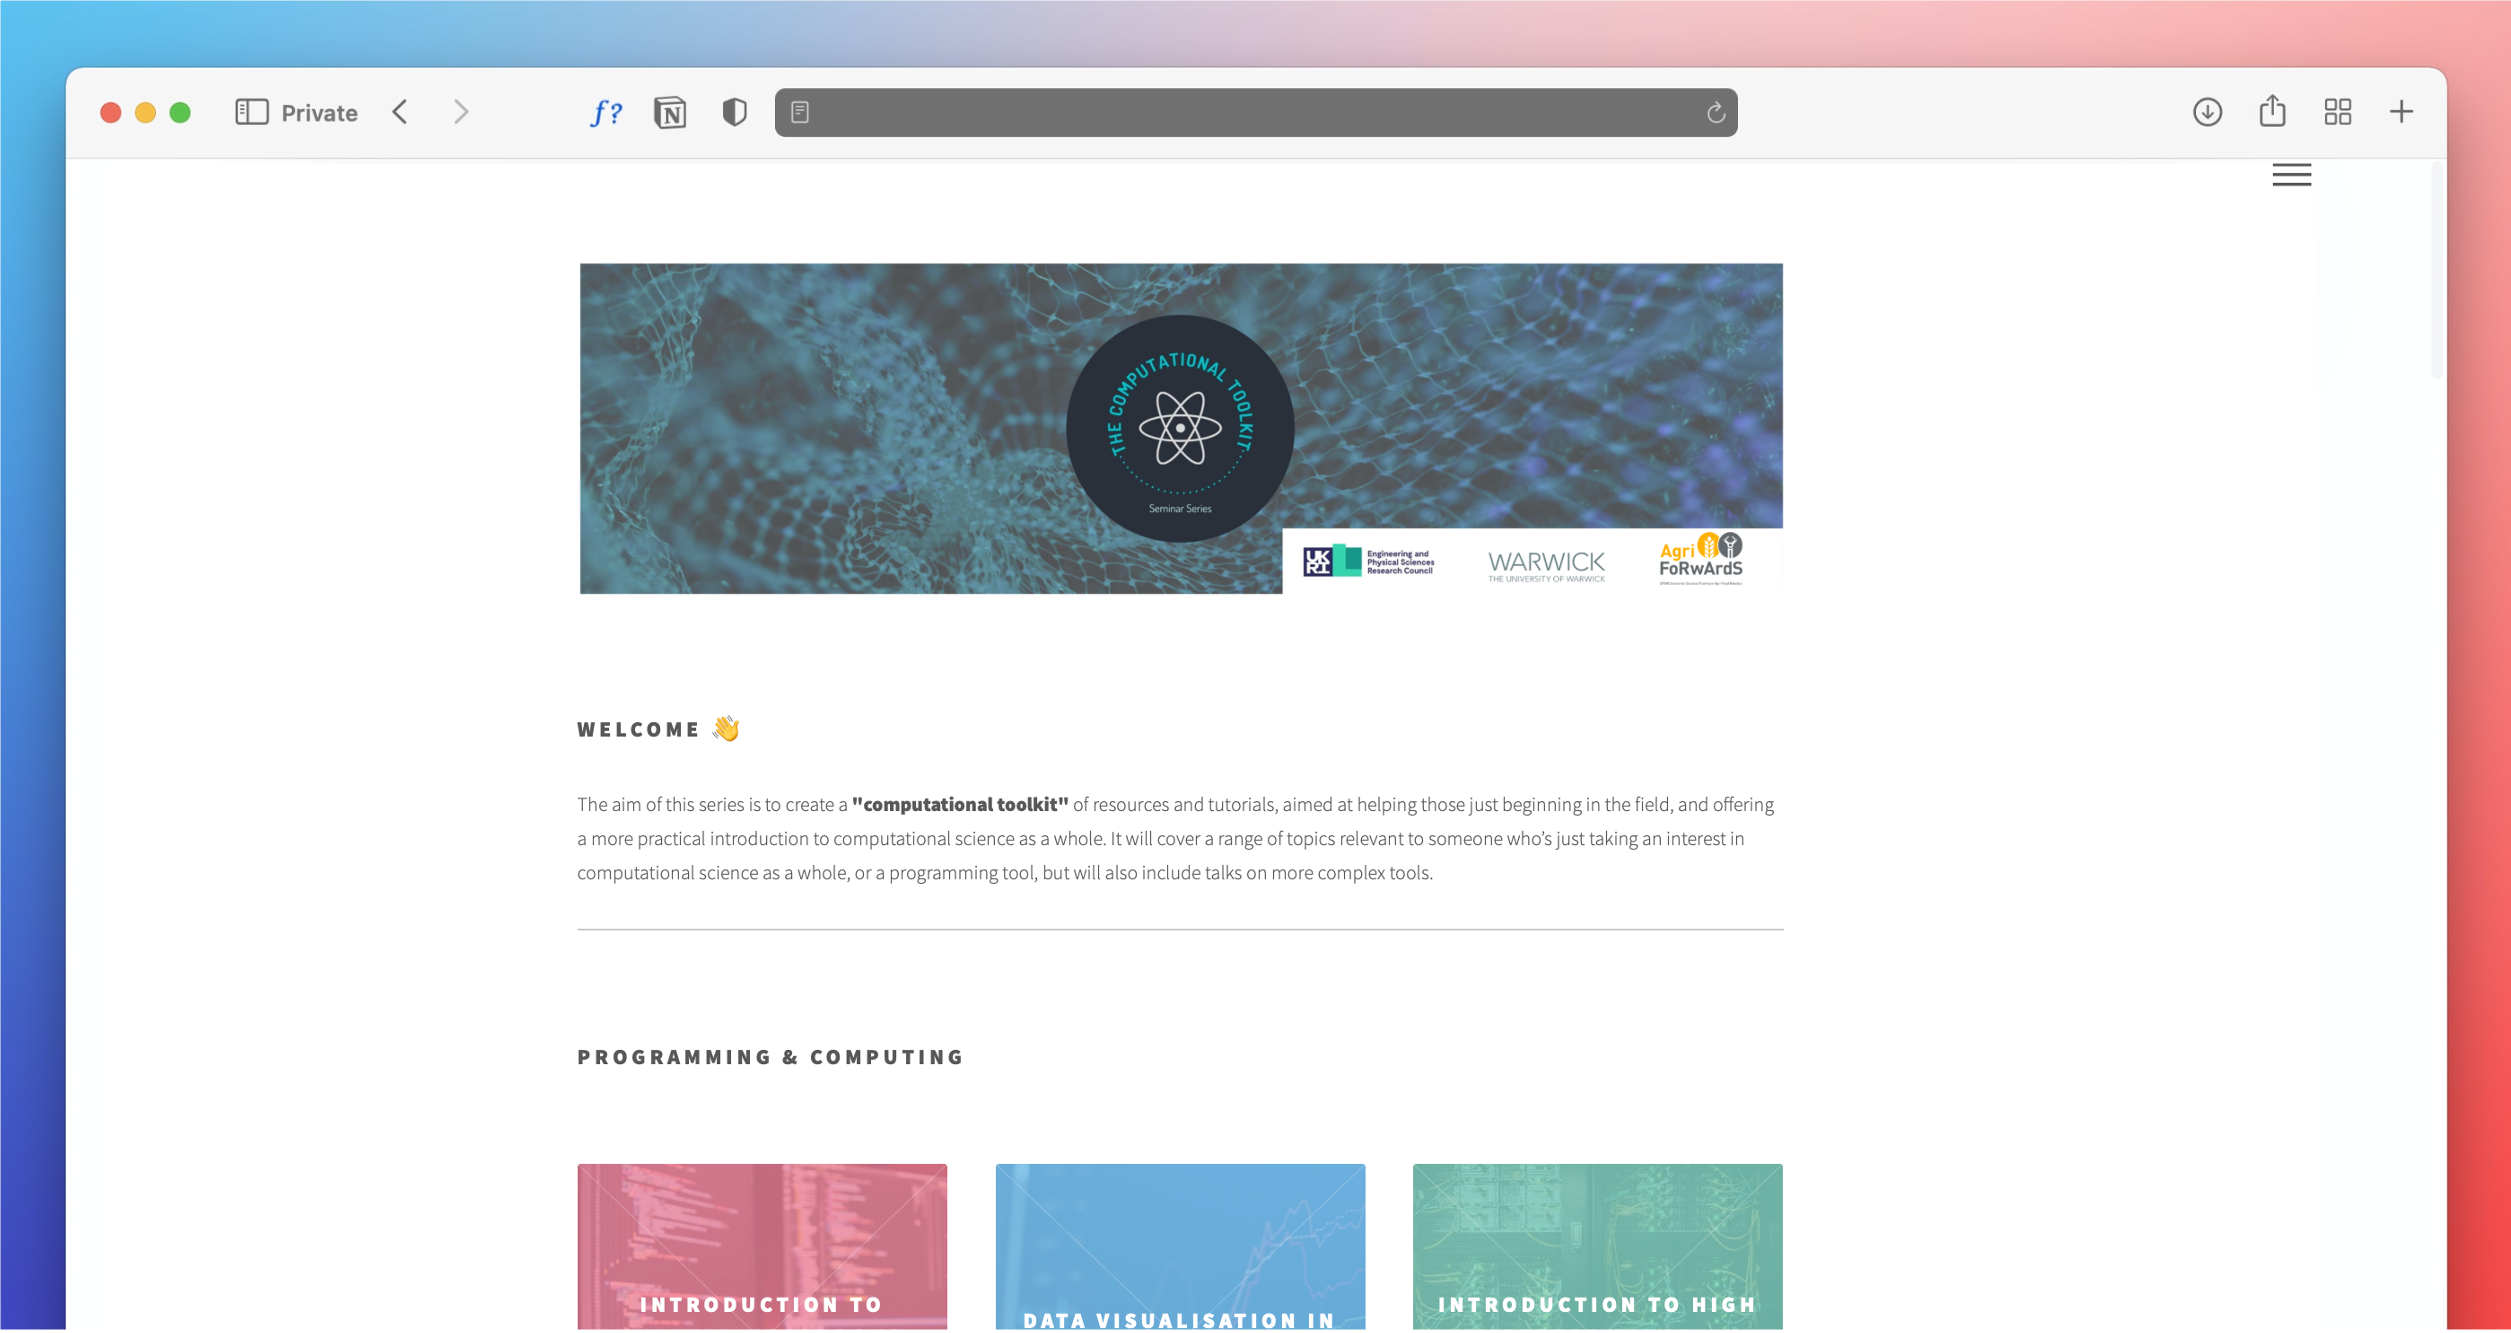 Private
f?
N
THE COMPUTATIONAL TOOLKIT
Seminar Series
UKRI
Engineering and
Physical Sciences
Research Council
WARWICK
THE UNIVERSITY OF WARWICK
Agri
FoRwArdS
WELCOME 👋
The aim of this series is to create a "computational toolkit" of resources and tutorials, aimed at helping those just beginning in the field, and offering
a more practical introduction to computational science as a whole. It will cover a range of topics relevant to someone who’s just taking an interest in
computational science as a whole, or a programming tool, but will also include talks on more complex tools.
PROGRAMMING & COMPUTING
INTRODUCTION TO
DATA VISUALISATION IN
INTRODUCTION TO HIGH